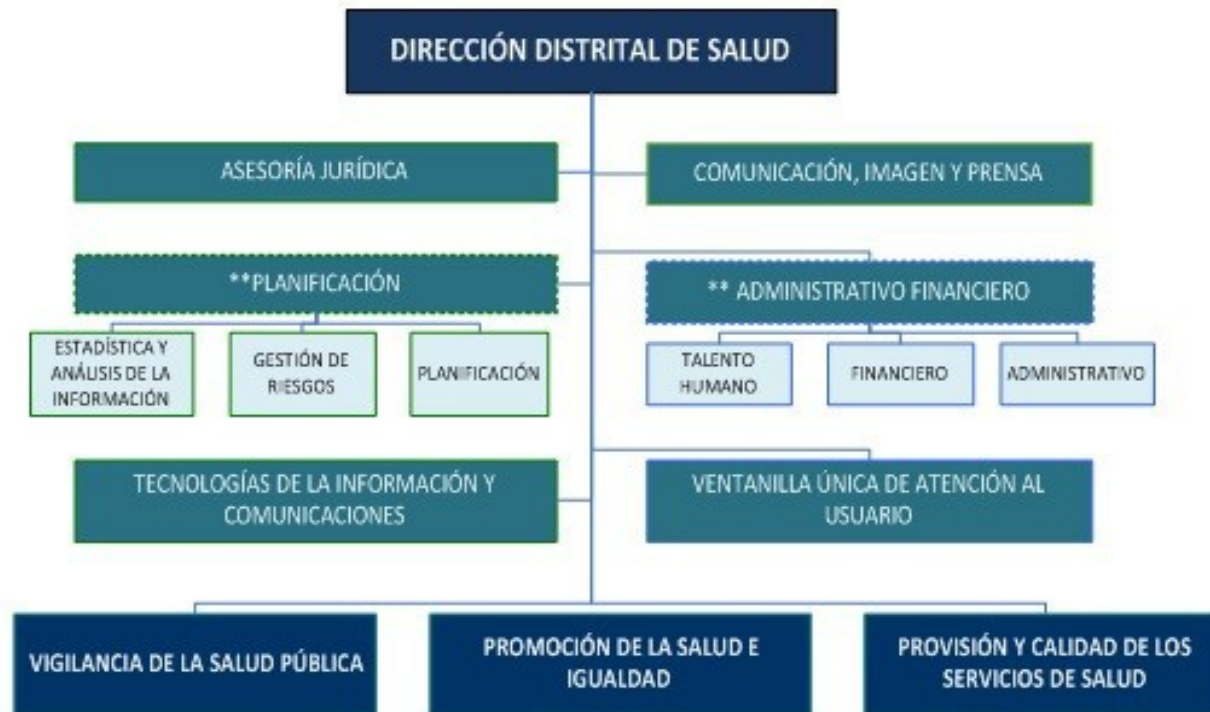 DIRECCIÓN DISTRITAL DE SALUD
ASESORÍA JURÍDICA
COMUNICACIÓN, IMAGEN Y PRENSA
**PLANIFICACIÓN
** ADMINISTRATIVO FINANCIERO
ESTADÍSTICA Y
ANÁLISIS DE LA
INFORMACIÓN
GESTIÓN DE
RIESGOS
PLANIFICACIÓN
TALENTO
HUMANO
FINANCIERO
ADMINISTRATIVO
TECNOLOGÍAS DE LA INFORMACIÓN Y
COMUNICACIONES
VENTANILLA ÚNICA DE ATENCIÓN AL
USUARIO
VIGILANCIA DE LA SALUD PÚBLICA
PROMOCIÓN DE LA SALUD E
IGUALDAD
PROVISIÓN Y CALIDAD DE LOS
SERVICIOS DE SALUD